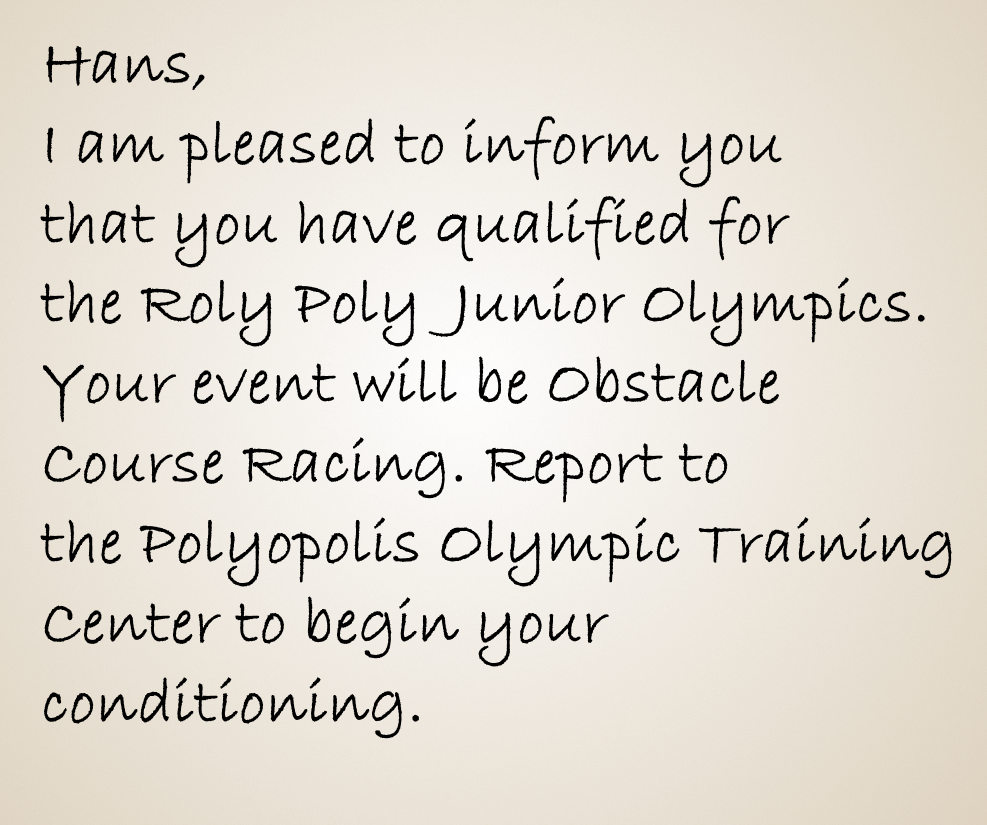 Hans,
I am pleased to inform you
that you have qualified for
the Roly Poly Junior Olympics.
Your event will be Obstacle
Course Racing. Report to
the Polyopolis Olympic Training
Center to begin your
conditioning.